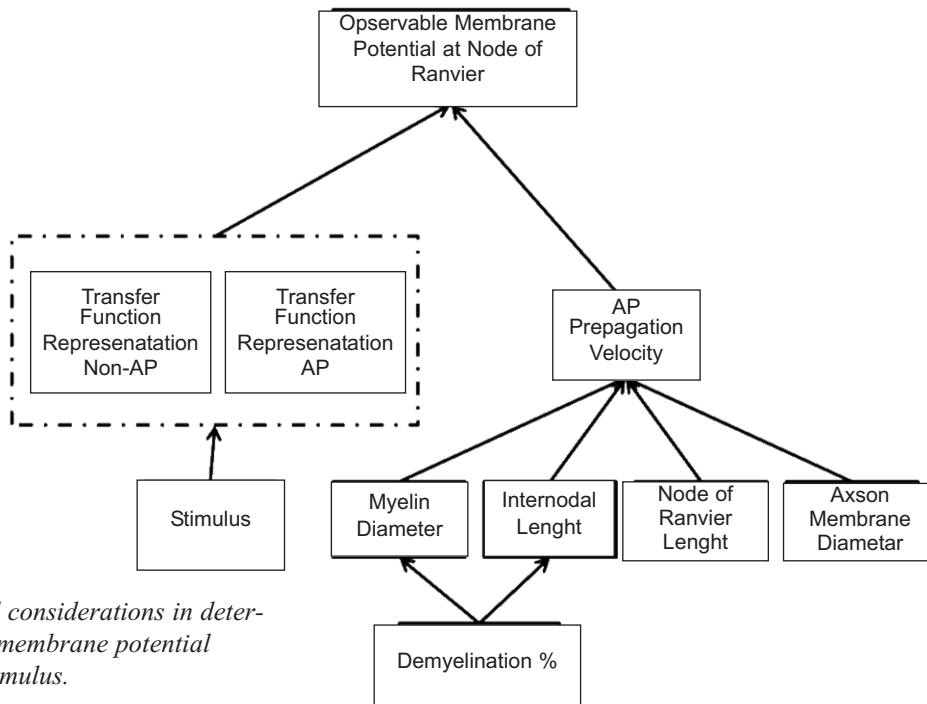 Opservable Membrane
Potential at Node of
Ranvier
Transfer
Function
Represenatation
Non-AP
Transfer
Function
Represenatation
AP
AP
Prepagation
Velocity
Stimulus
Myelin
Diameter
Internodal
Lenght
Node of
Ranvier
Lenght
Axson
Membrane
Diametar
Demyelination %
considerations in deter-
membrane potential